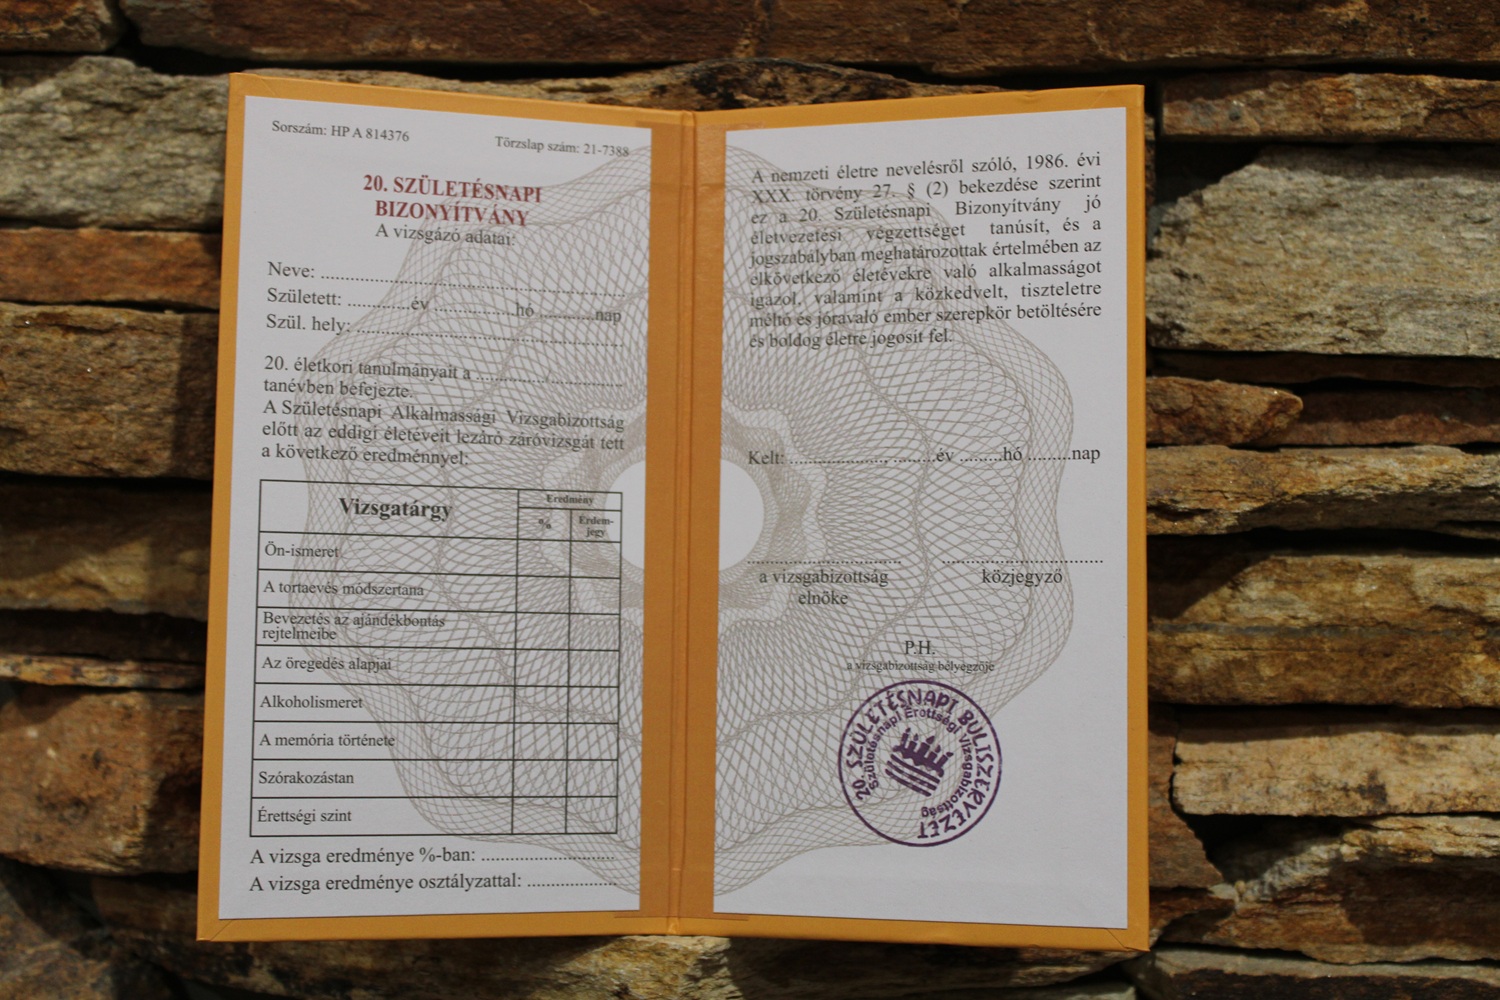 Sorszám: HP A 814376
Törzslap szám: 21-7388
20. SZÜLETÉSNAPI
BIZONYÍTVÁNY
A vizsgázó adatai:
Neve: ........................................................
Született: ............év ...............hó ..........nap
Szül. hely: ..................................................
20. életkori tanulmányait a ............................
tanévben befejezte.
A Születésnapi Alkalmassági Vizsgabizottság
előtt az eddigi életéveit lezáró záróvizsgát tett
a következő eredménnyel:
Vizsgatárgy
Eredmény
%
Érdem-
jegy
Ön-ismeret
A tortaevés módszertana
Bevezetés az ajándékbontás
rejtelmeibe
Az öregedés alapjai
Alkoholismeret
A memória története
Szórakozástan
Érettségi szint
A vizsga eredménye %-ban: .........................
A vizsga eredménye osztályzattal: .................
A nemzeti életre nevelésről szóló, 1986. évi
XXX. törvény 27. § (2) bekezdése szerint
ez a 20. Születésnapi Bizonyítvány jó
életvezetési végzettséget tanúsít, és a
jogszabályban meghatározottak értelmében az
elkövetkező életévekre való alkalmasságot
igazol, valamint a közkedvelt, tiszteletre
méltó és jóravaló ember szerepkör betöltésére
és boldog életre jogosít fel.
Kelt: ..................., ........év ........hó ........nap
a vizsgabizottság
elnöke
közjegyző
P.H.
a vizsgabizottság bélyegzője
20. SZÜLETÉSNAPI BULISZERVEZET
Születésnapi Érettségi Vizsgabizottság